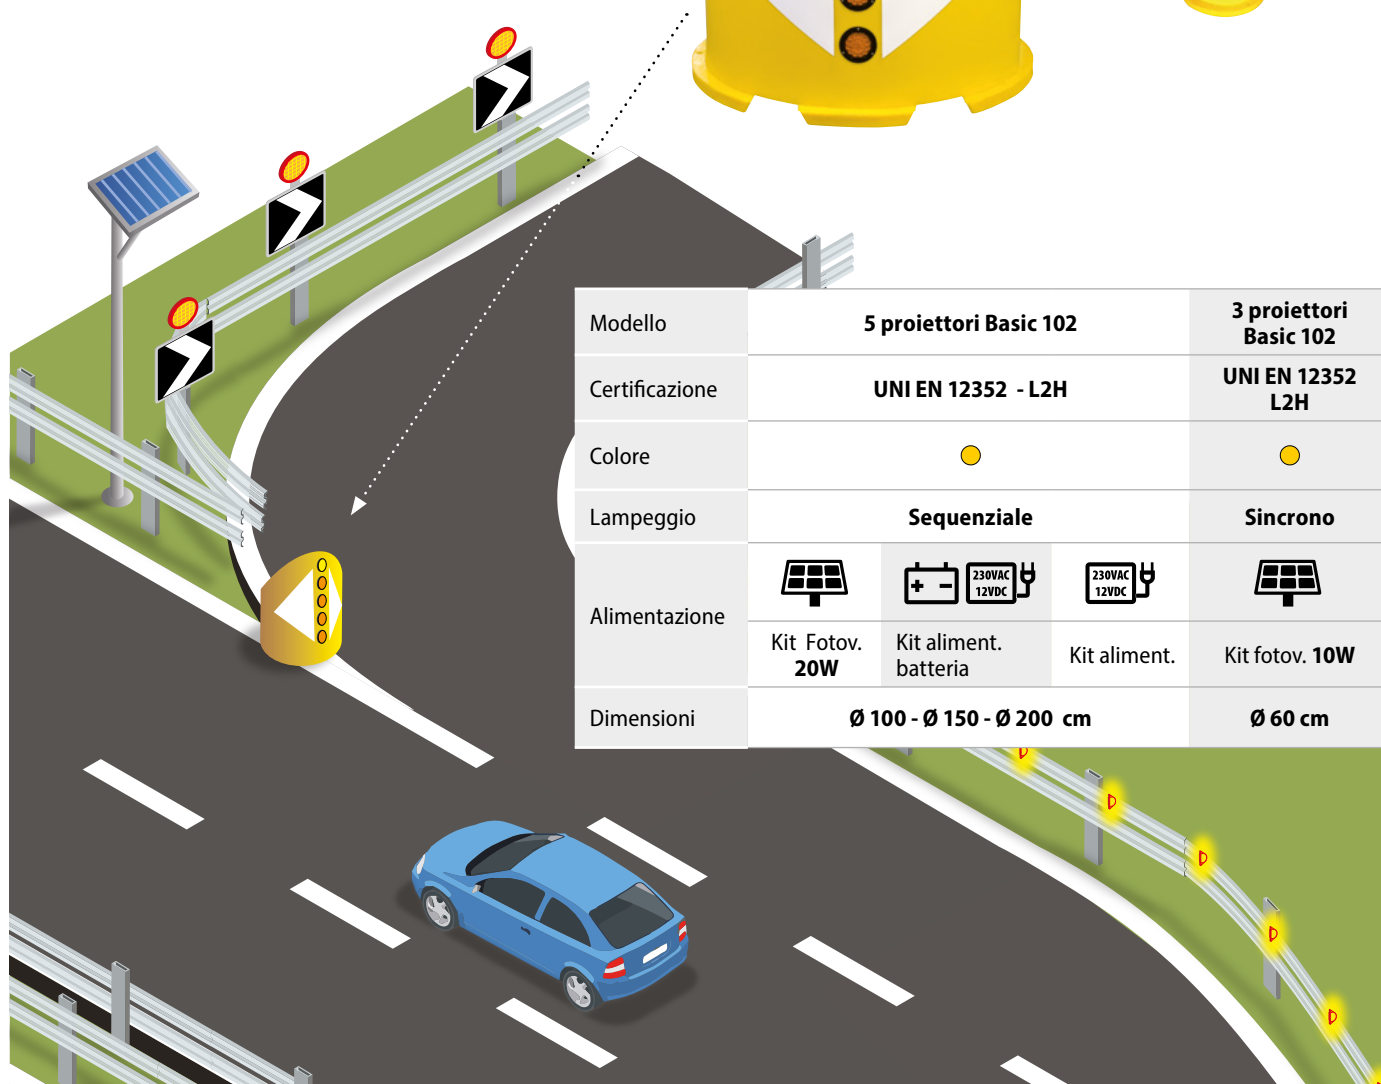 Modello
5 proiettori Basic 102
3 proiettori
Basic 102
Certificazione
UNI EN 12352 - L2H
UNI EN 12352
L2H
Colore
Lampeggio
Sequenziale
Sincrono
Alimentazione
230VAC
12VDC
230VAC
12VDC
Kit Fotov.
20W
Kit aliment.
batteria
Kit aliment.
Kit fotov. 10W
Dimensioni
Ø 100 - Ø 150 - Ø 200 cm
Ø 60 cm